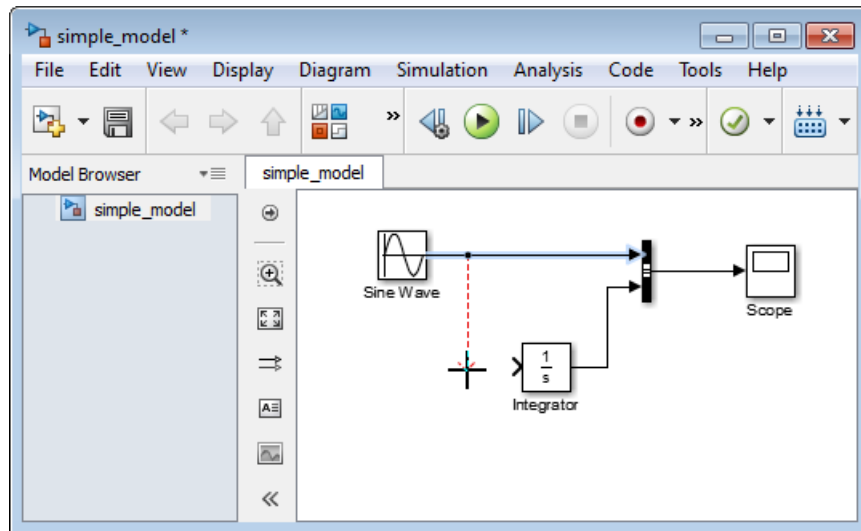 simple_model *
File Edit View Display Diagram Simulation Analysis Code Tools Help
Model Browser
simple_model
simple_model
Sine Wave
Scope
1
s
Integrator